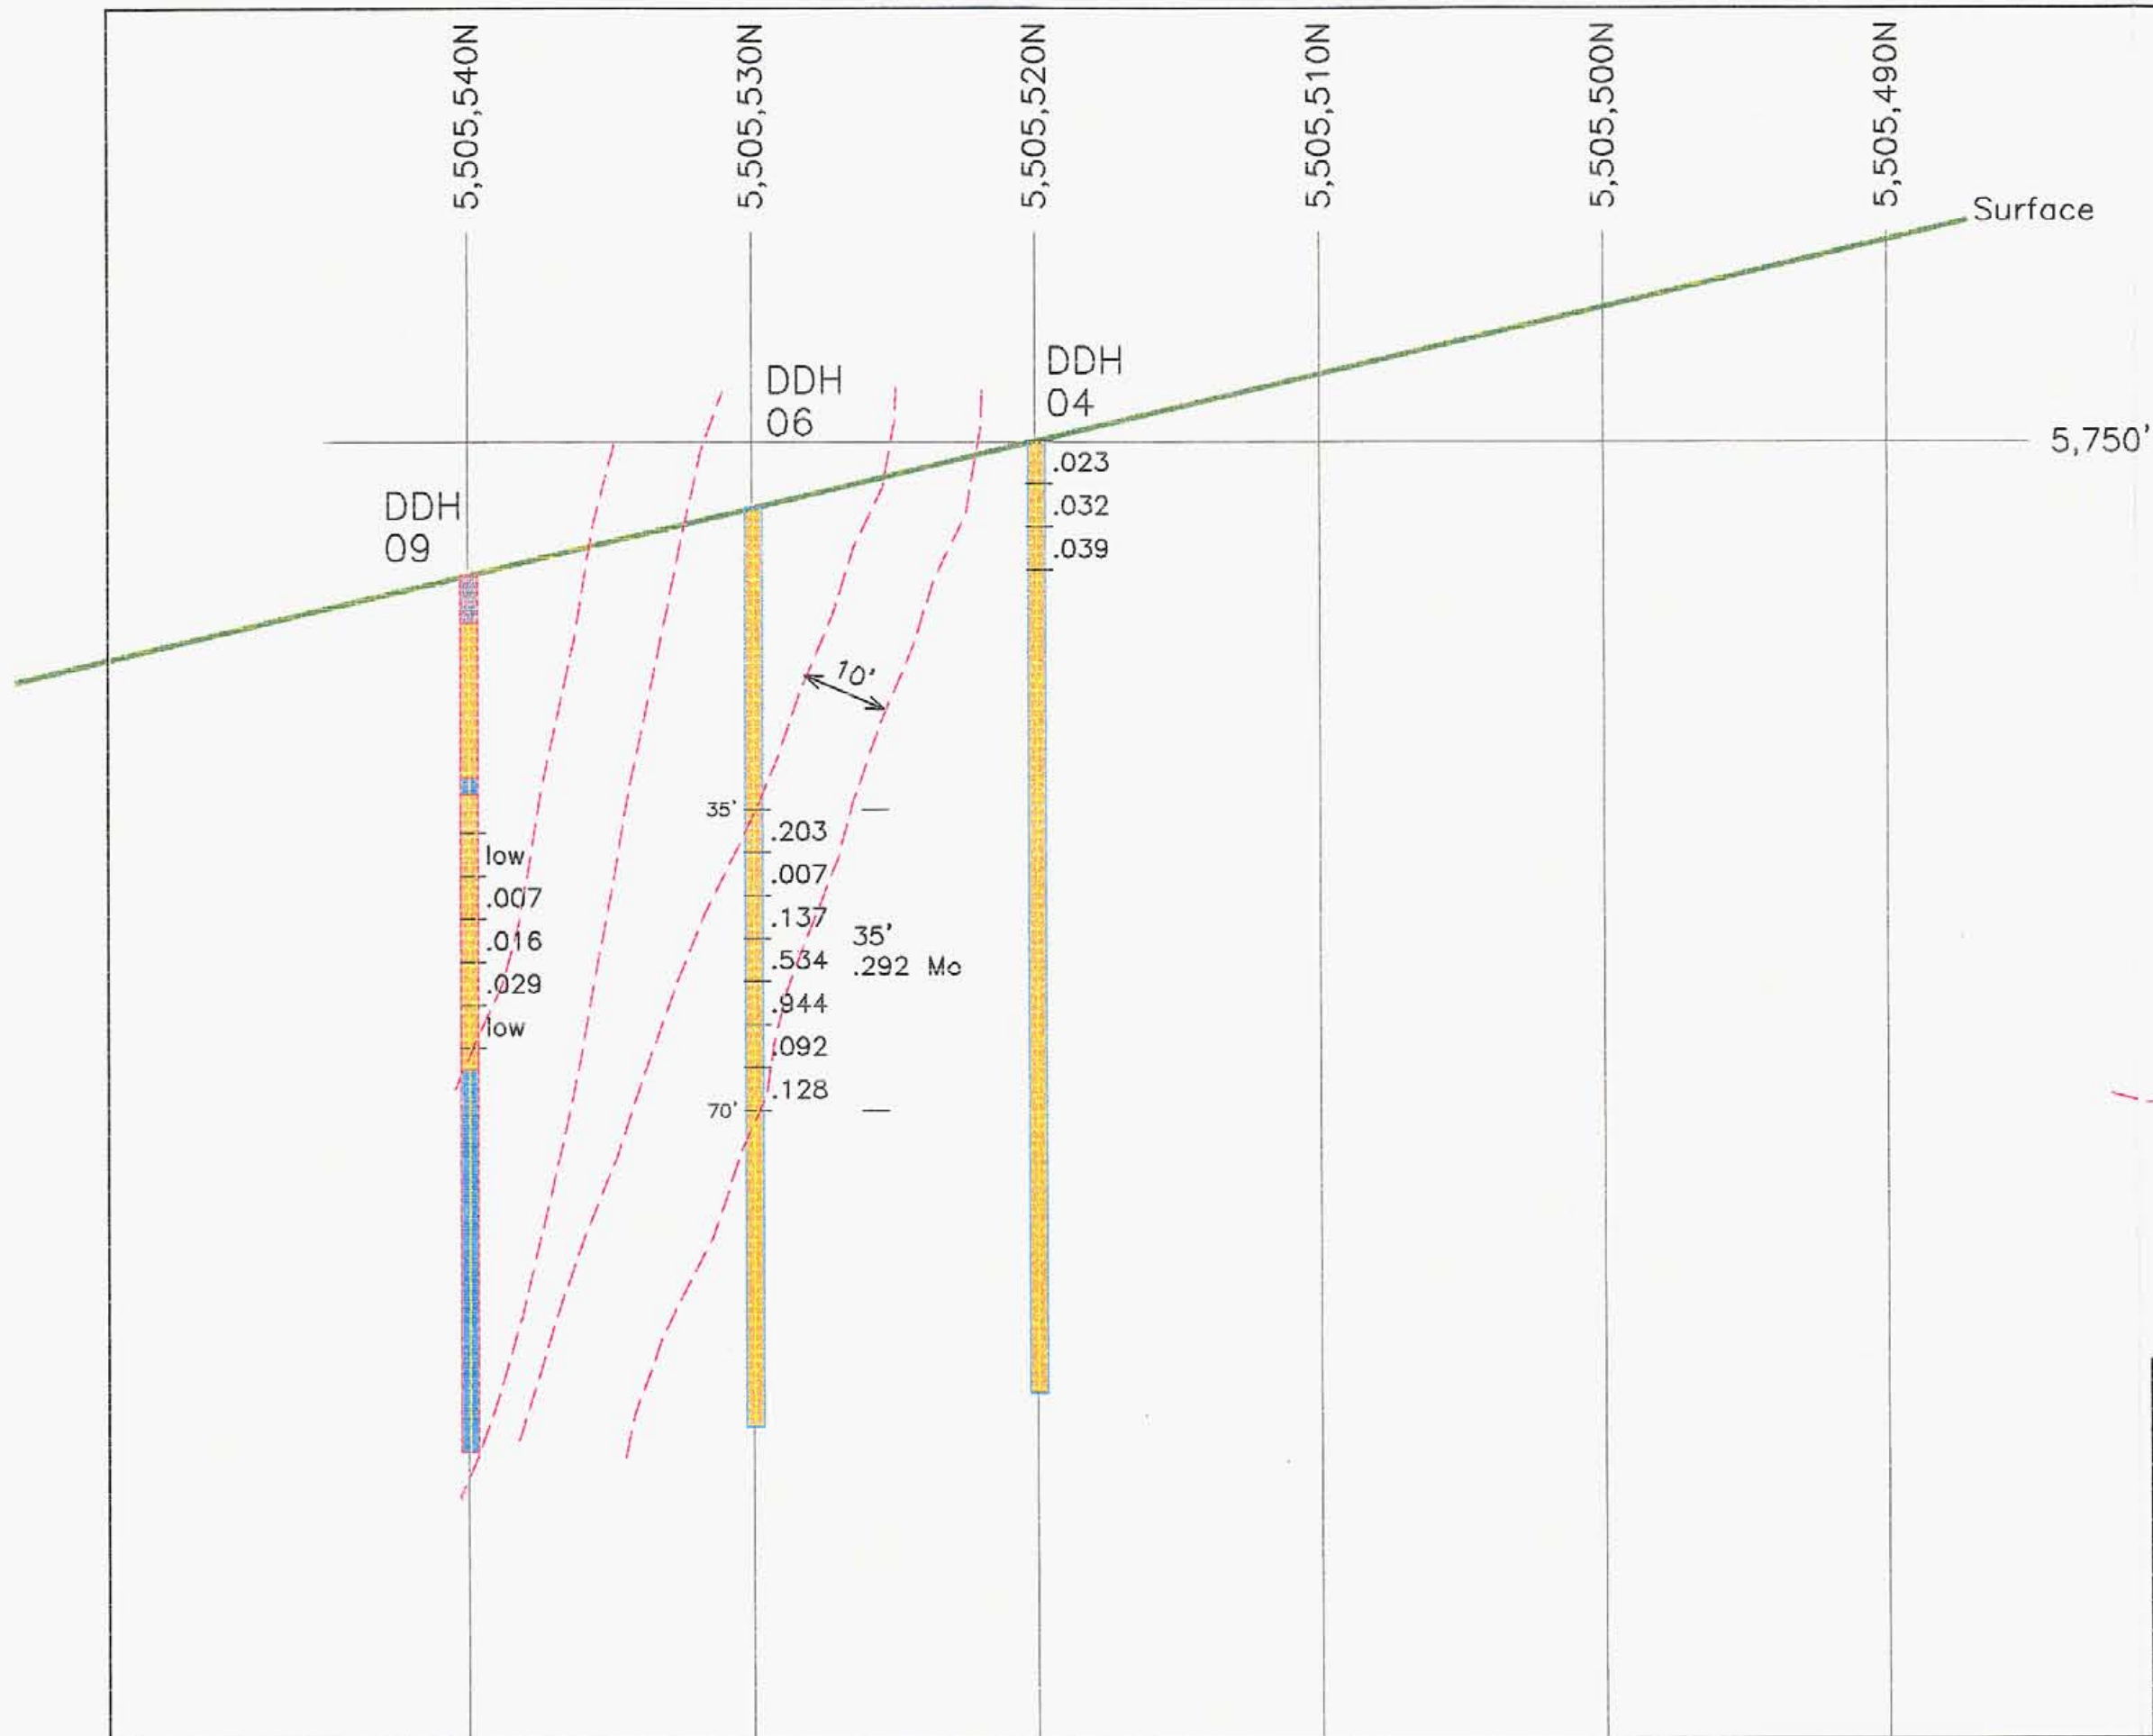 5,505,540N
5,505,530N
5,505,520N
5,505,510N
5,505,500N
5,505,490N
Surface
DDH
04
DDH
06
5,750'
.023
.032
.039
DDH
09
10'
35'
.203
.007
.137
.534
.944
.092
.128
70'
35'
.292 Mo
low
.007
.016
.029
low